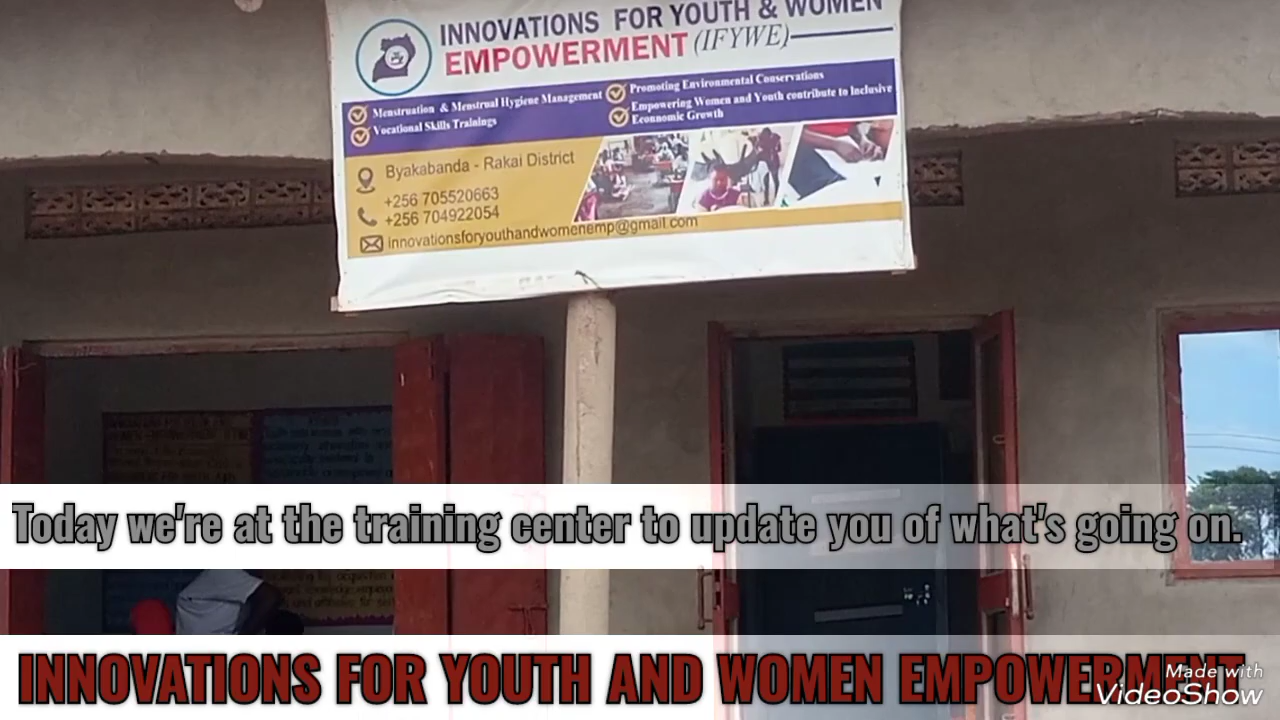 INNOVATIONS FOR YOUTH & WOMEN
EMPOWERMENT (IFYWE)
Menstruation & Menstrual Hygiene Management
Vocational Skills Trainings
Promoting Environmental Conservations
Empowering Women and Youth contribute to Inclusive
Econnomic Growth
Byakabanda - Rakai District
+256 705520663
+256 704922054
innovationsforyouthandwomenemp@gmail.com
Today we're at the training center to update you of what's going on.
INNOVATIONS FOR YOUTH AND WOMEN EMPOWERMENT
Made with
VideoShow